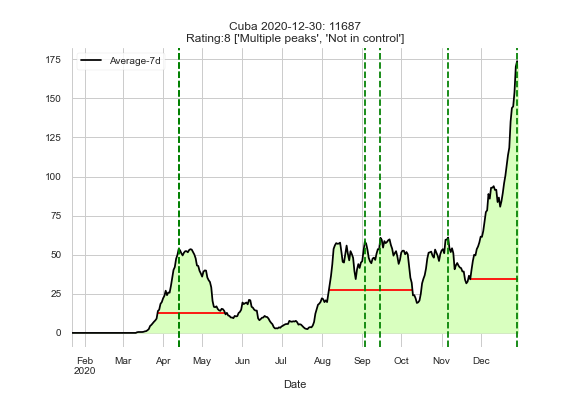 Cuba 2020-12-30: 11687
Rating:8 ['Multiple peaks', 'Not in control']
Average-7d
175
150
125
100
75
50
25
0
Feb Mar Apr May Jun Jul Aug Sep Oct Nov Dec
2020
Date